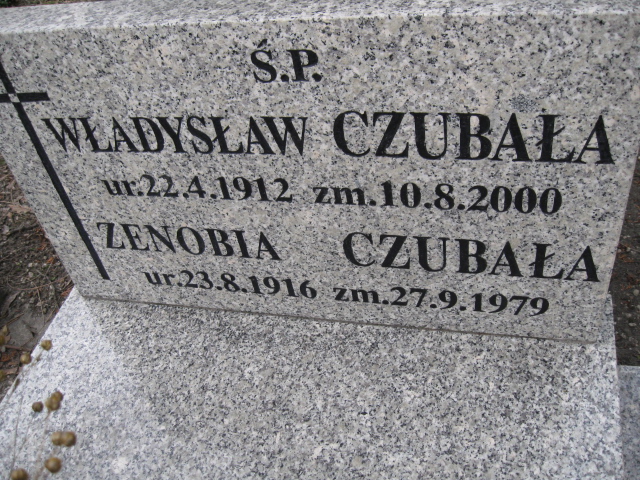 Ś.P.
WŁADYSŁAW CZUBAŁA
ur.22.4.1912 zm.10.8.2000
ZENOBIA CZUBAŁA
ur.23.8.1916 zm.27.9.1979